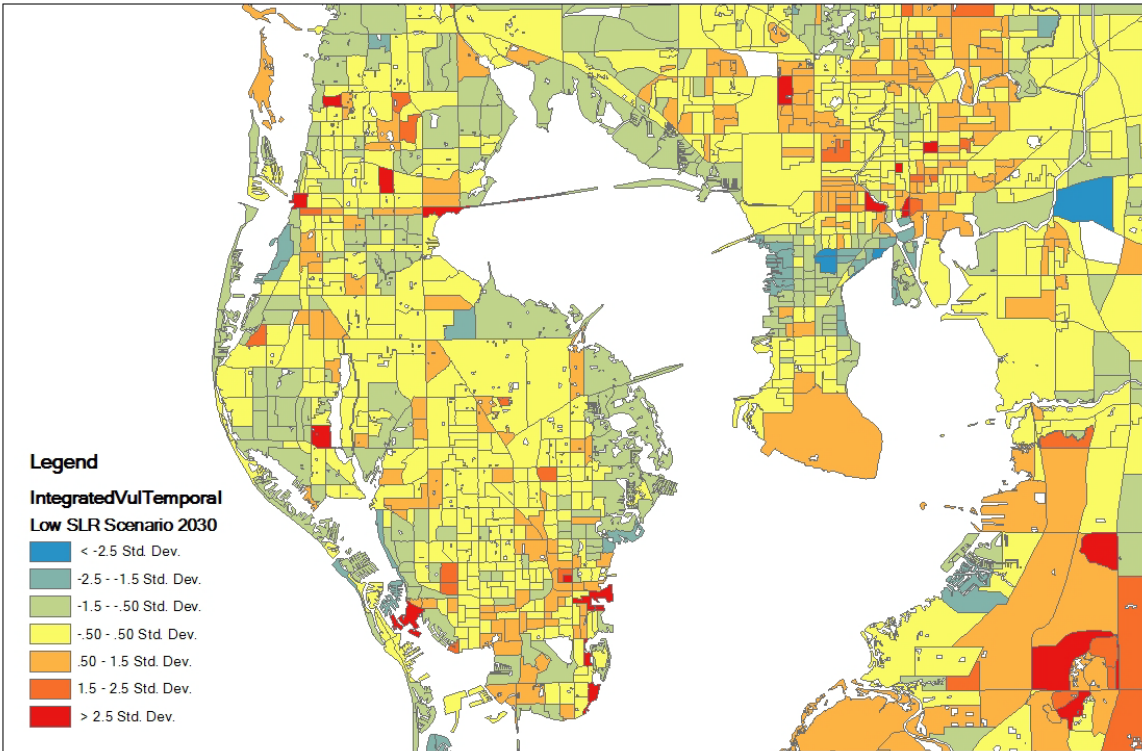 Legend
IntegratedVulTemporal
Low SLR Scenario 2030
< -2.5 Std. Dev.
-2.5 - -1.5 Std. Dev.
-1.5 - -.50 Std. Dev.
-.50 - .50 Std. Dev.
.50 - 1.5 Std. Dev.
1.5 - 2.5 Std. Dev.
> 2.5 Std. Dev.